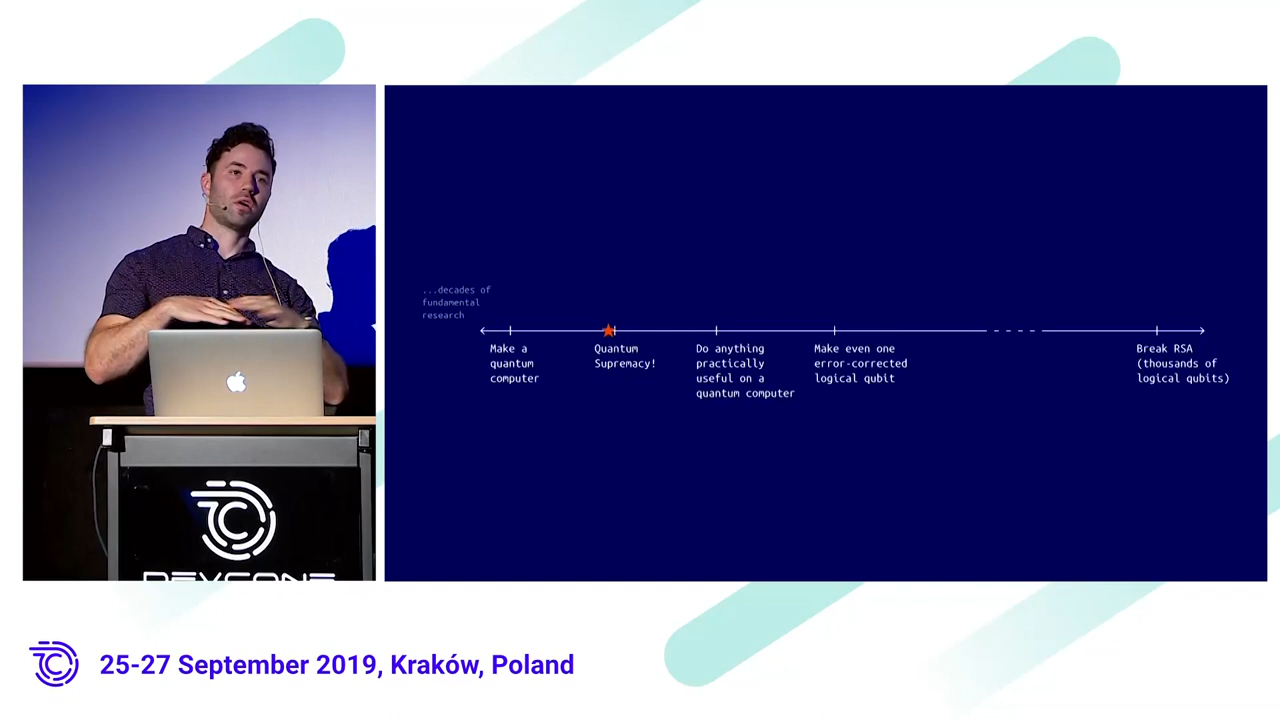 ...decades of
fundamental
research
Make a
quantum
computer
Quantum
Supremacy!
Do anything
practically
useful on a
quantum computer
Make even one
error-corrected
logical qubit
Break RSA
(thousands of
logical qubits)
DEVCONF
25-27 September 2019, Kraków, Poland